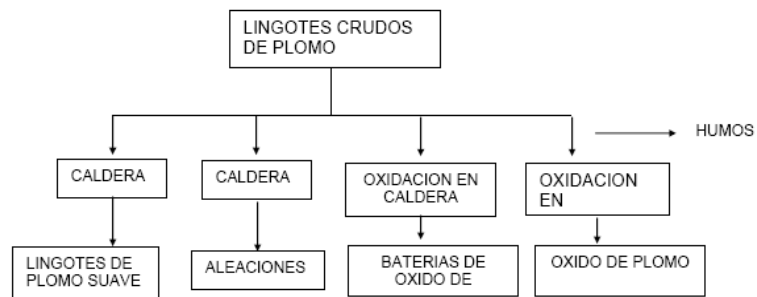 LINGOTES CRUDOS
DE PLOMO
HUMOS
CALDERA
CALDERA
OXIDACION EN
CALDERA
OXIDACION
EN
LINGOTES DE
PLOMO SUAVE
ALEACIONES
BATERIAS DE
OXIDO DE
OXIDO DE PLOMO